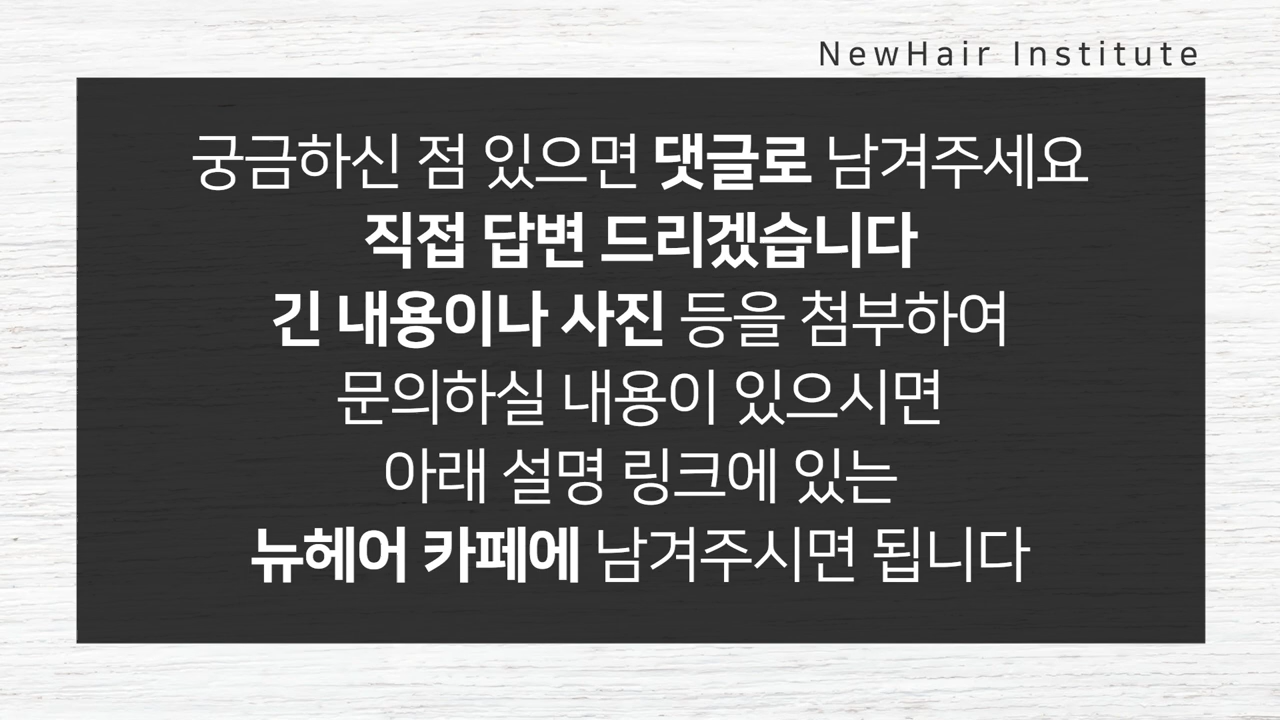 NewHair Institute
궁금하신 점 있으면 댓글로 남겨주세요
직접 답변 드리겠습니다
긴 내용이나 사진 등을 첨부하여
문의하실 내용이 있으시면
아래 설명 링크에 있는
뉴헤어 카페에 남겨주시면 됩니다